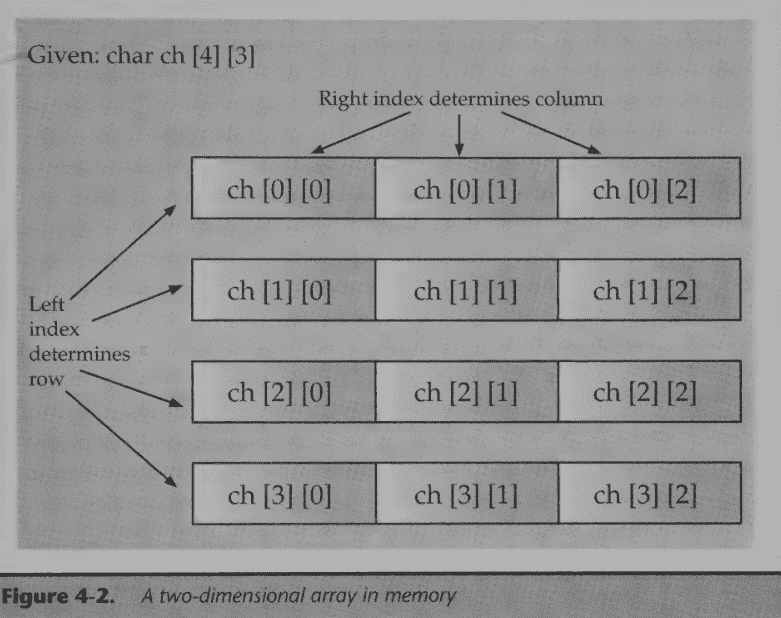 Given: char ch [4] [3]
Right index determines column
ch [0] [0] ch [0] [1] ch [0] [2]
ch [1] [0] ch [1] [1] ch [1] [2]
Left
index
determines
row
ch [2] [0] ch [2] [1] ch [2] [2]
ch [3] [0] ch [3] [1] ch [3] [2]
Figure 4-2. A two-dimensional array in memory